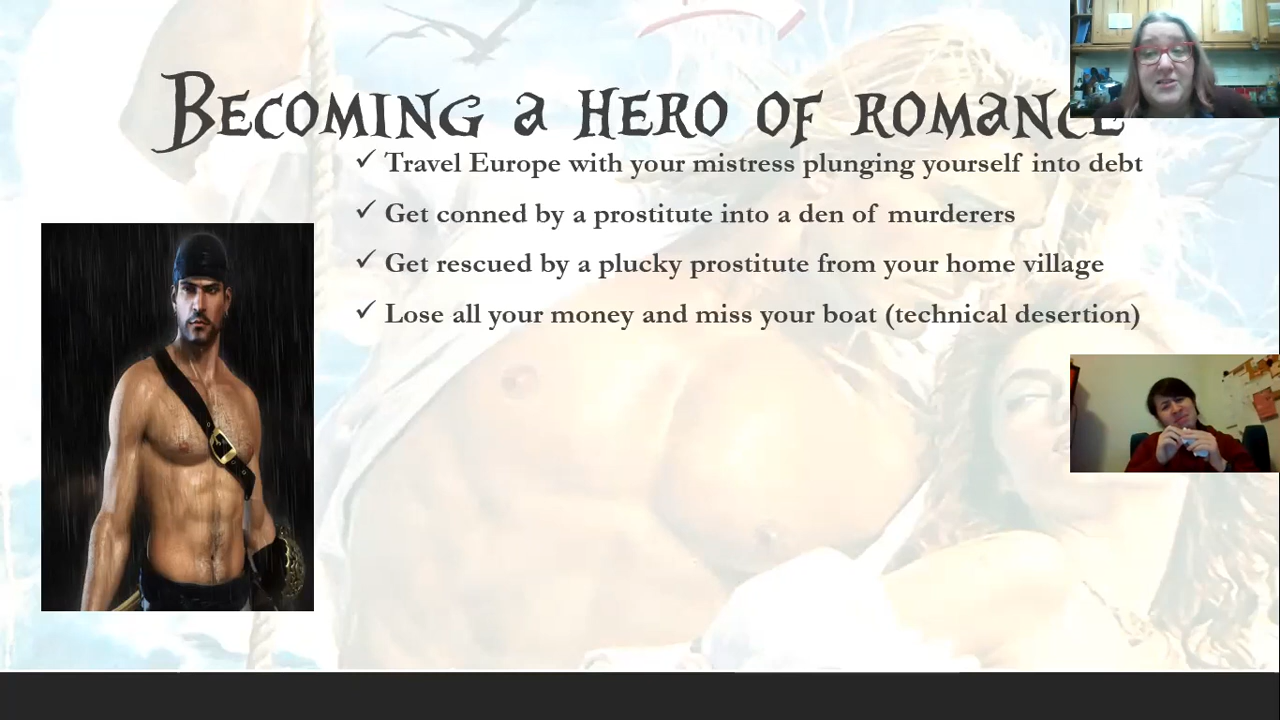 Becoming a hero of romance
Travel Europe with your mistress plunging yourself into debt
Get conned by a prostitute into a den of murderers
Get rescued by a plucky prostitute from your home village
Lose all your money and miss your boat (technical desertion)